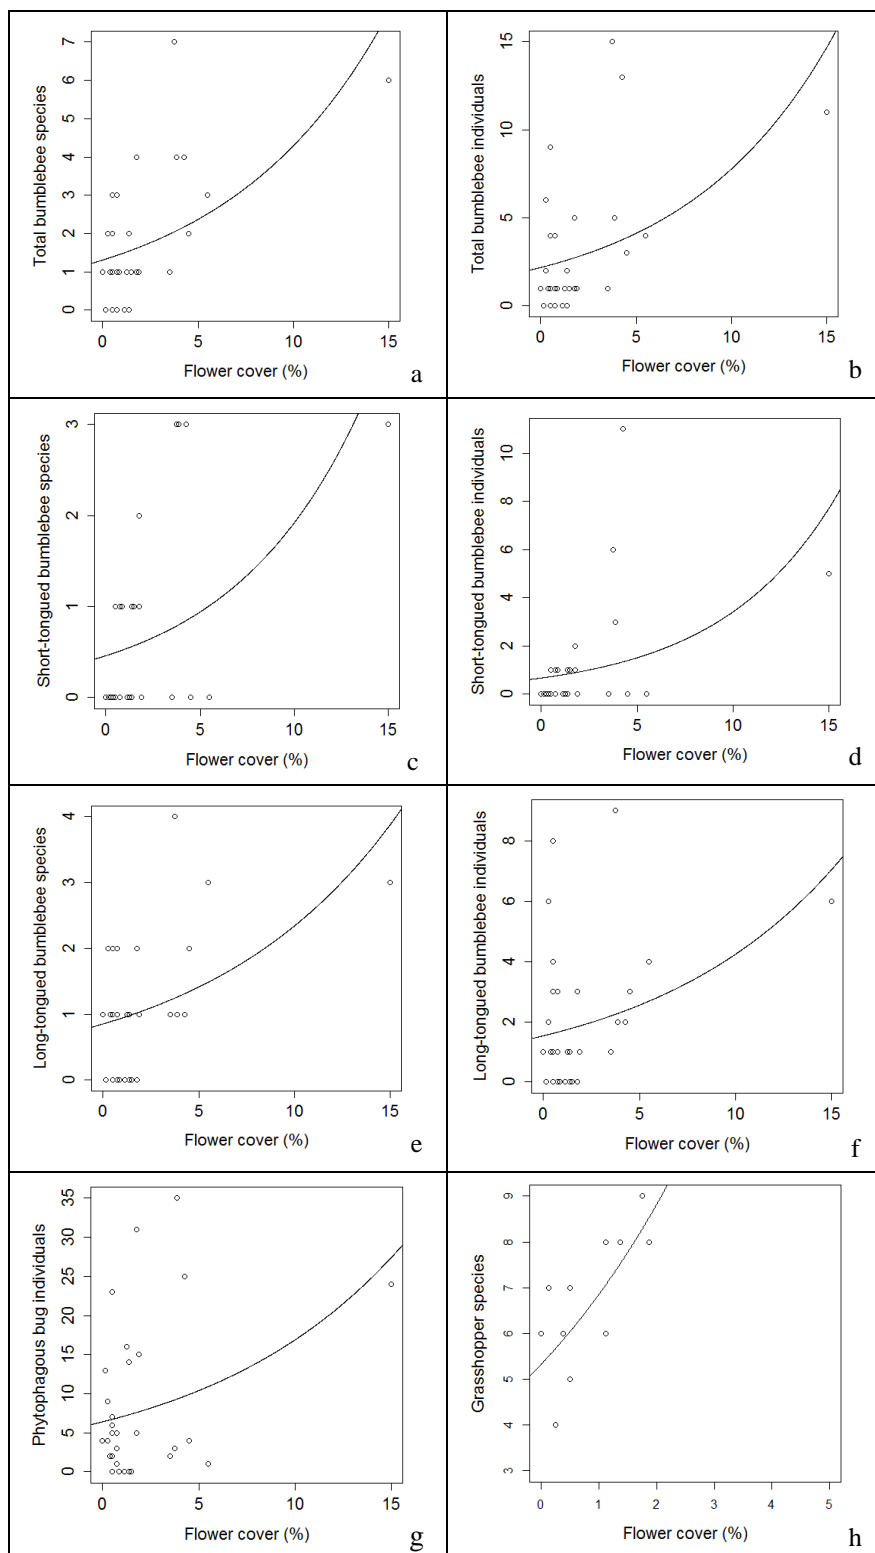 Total bumblebee species
7
6
5
4
3
2
1
0
0 5 10 15
Flower cover (%)
a
Total bumblebee individuals
15
10
5
0
0 5 10 15
Flower cover (%)
b
Short-tongued bumblebee species
3
2
1
0
0 5 10 15
Flower cover (%)
c
Short-tongued bumblebee individuals
10
8
6
4
2
0
0 5 10 15
Flower cover (%)
d
Long-tongued bumblebee species
4
3
2
1
0
0 5 10 15
Flower cover (%)
e
Long-tongued bumblebee individuals
8
6
4
2
0
0 5 10 15
Flower cover (%)
f
Phytophagous bug individuals
35
30
25
20
15
10
5
0
0 5 10 15
Flower cover (%)
g
Grasshopper species
9
8
7
6
5
4
3
0 1 2 3 4 5
Flower cover (%)
h